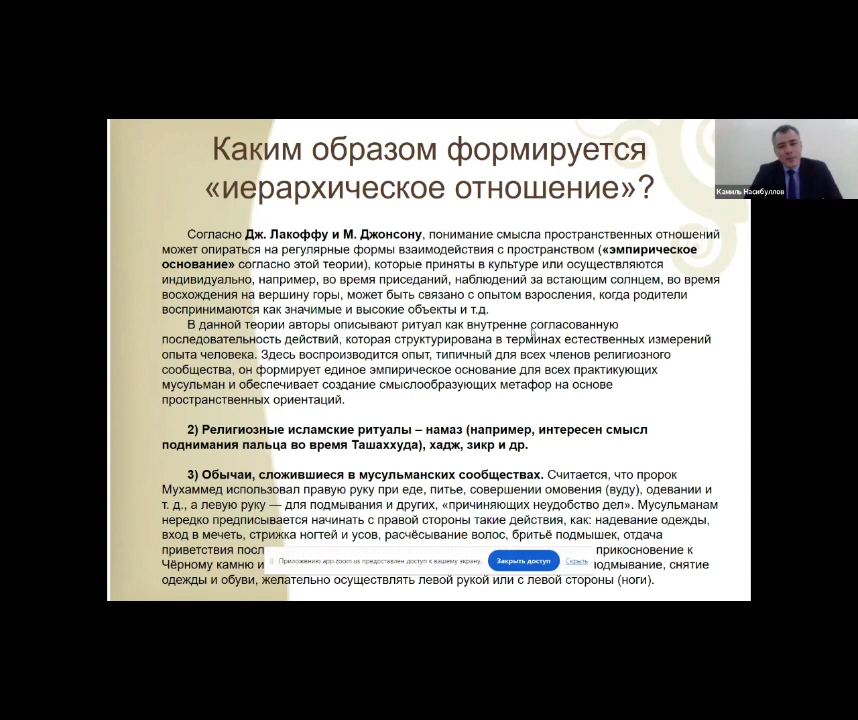 Каким образом формируется
«иерархическое отношение»?
Камиль Насибуллов
Согласно Дж. Лакоффу и М. Джонсону, понимание смысла пространственных отношений
может опираться на регулярные формы взаимодействия с пространством («эмпирическое
основание» согласно этой теории), которые приняты в культуре или осуществляются
индивидуально, например, во время приседаний, наблюдений за встающим солнцем, во время
восхождения на вершину горы, может быть связано с опытом взросления, когда родители
воспринимаются как значимые и высокие объекты и т.д.
В данной теории авторы описывают ритуал как внутренне согласованную
последовательность действий, которая структурирована в терминах естественных измерений
опыта человека. Здесь воспроизводится опыт, типичный для всех членов религиозного
сообщества, он формирует единое эмпирическое основание для всех практикующих
мусульман и обеспечивает создание смыслообразующих метафор на основе
пространственных ориентаций.
2) Религиозные исламские ритуалы – намаз (например, интересен смысл
поднимания пальца во время Ташаххуда), хадж, зикр и др.
3) Обычаи, сложившиеся в мусульманских сообществах. Считается, что пророк
Мухаммед использовал правую руку при еде, питье, совершении омовения (вуду), одевании и
т. д., а левую руку — для подмывания и других, «причиняющих неудобство дел». Мусульманам
нередко предписывается начинать с правой стороны такие действия, как: надевание одежды,
вход в мечеть, стрижка ногтей и усов, расчёсывание волос, бритьё подмышек, отдача
приветствия посл прикосновение к
Чёрному камню и подмывание, снятие
Приложению app.zoom.us предоставлен доступ к вашему экрану. Закрыть доступ Скрыть
одежды и обуви, желательно осуществлять левой рукой или с левой стороны (ноги).